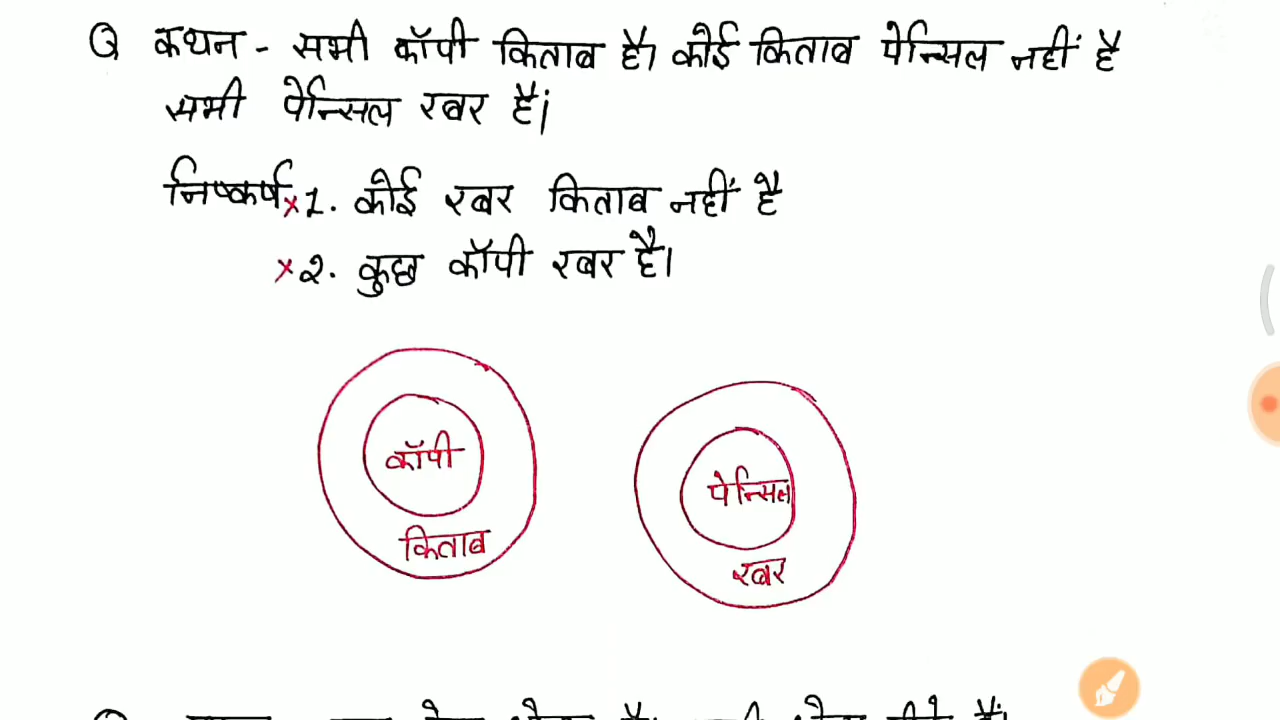 Q कथन - सभी कॉपी किताब है। कोई किताब पेन्सिल नहीं है
सभी पेन्सिल रबर हैं।
निष्कर्ष × 1. कोई रबर किताब नहीं है
× 2. कुछ कॉपी रबर है।
कॉपी
किताब
पेन्सिल
रबर